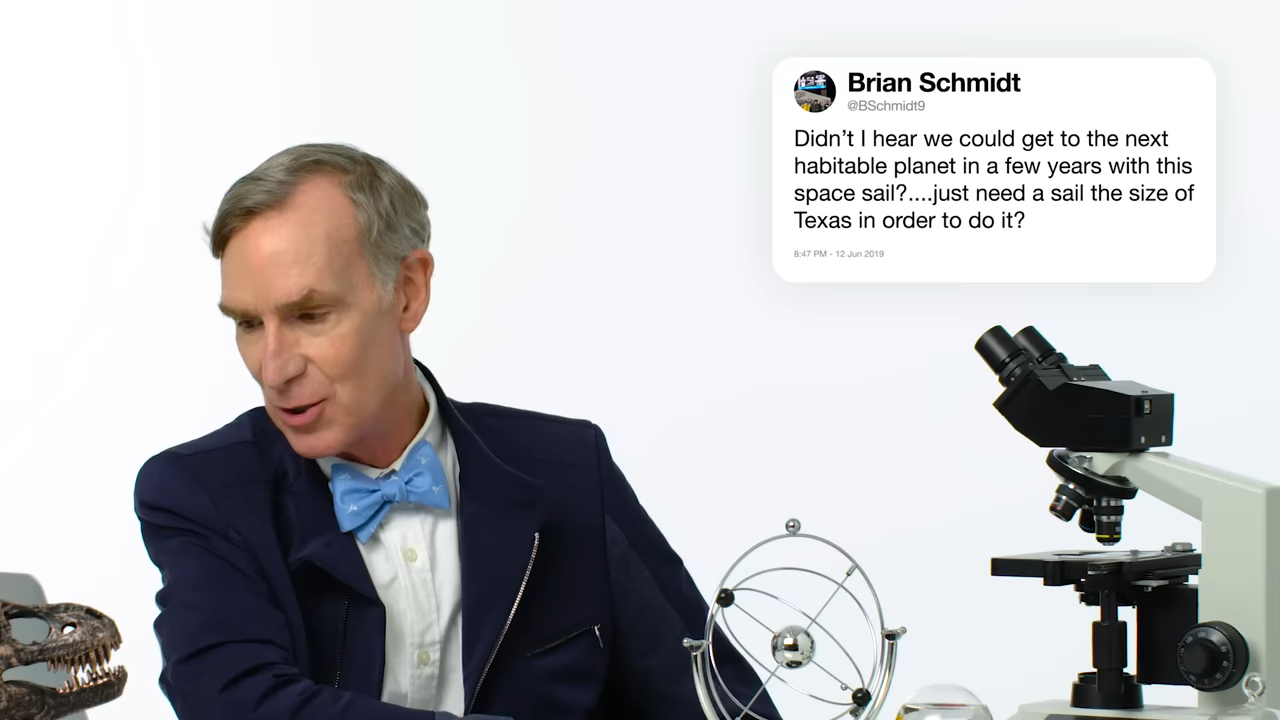 Brian Schmidt
@BSchmidt9
Didn’t I hear we could get to the next
habitable planet in a few years with this
space sail?....just need a sail the size of
Texas in order to do it?
8:47 PM - 12 Jun 2019